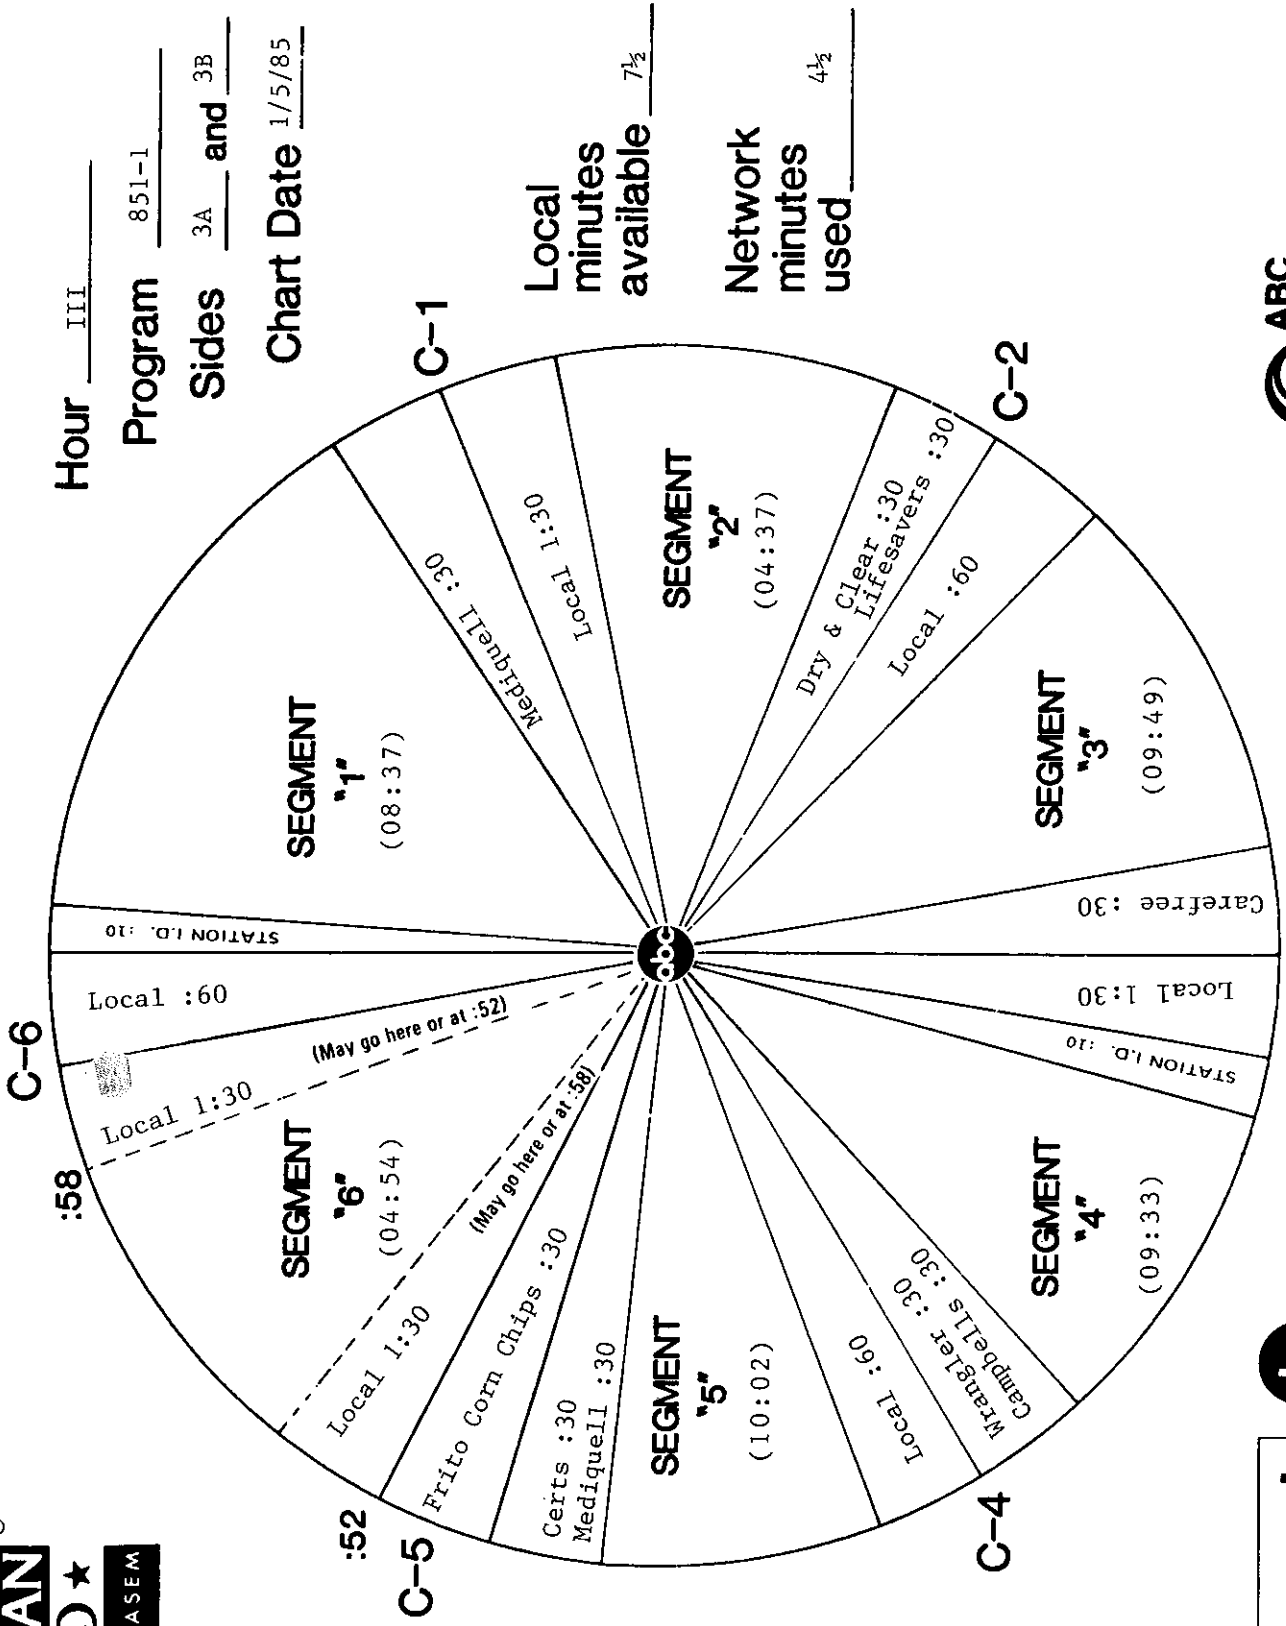 Hour III
Program 851-1
Sides 3A and 3B
Chart Date 1/5/85
Local
minutes
available 7½
Network
minutes
used 4½
STATION I.D. :10
SEGMENT
"1"
(08:37)
Mediquell :30
C-1
Local 1:30
SEGMENT
"2"
(04:37)
Dry & Clear :30
Lifesavers :30
C-2
Local :60
SEGMENT
"3"
(09:49)
Carefree :30
Local 1:30
STATION I.D. :10
SEGMENT
"4"
(09:33)
Campbells :30
Wrangler :30
C-4
Local :60
SEGMENT
"5"
(10:02)
Certs :30
Mediquell :30
Frito Corn Chips :30
C-5
:52
Local 1:30
(May go here or at :58)
SEGMENT
"6"
(04:54)
:58
(May go here or at :52)
Local 1:30
C-6
Local :60
abc
AN
ASEM
ABC